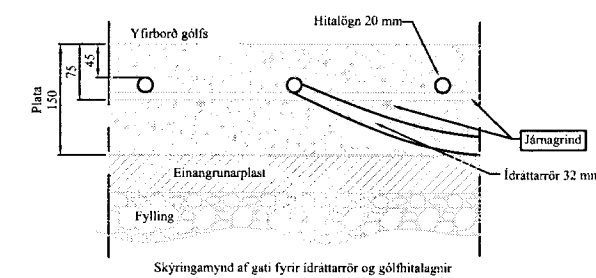 Yfirborð gólfs
Hitalögn 20 mm
45
75
Plata
150
Járnagrind
Ídráttarrör 32 mm
Einangrunarplast
Fylling
Skýringamynd af gati fyrir ídráttarrör og gólfhitalagnir